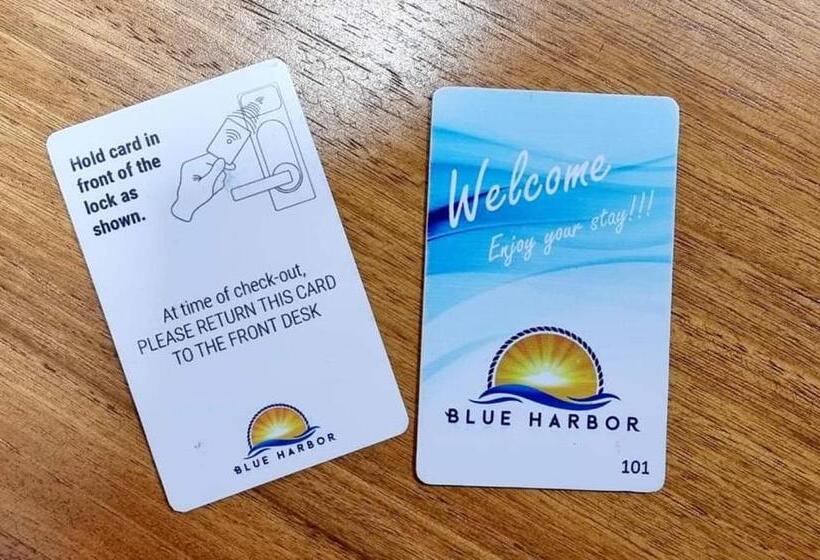 Hold card in
front of the
lock as
shown.
At time of check-out,
PLEASE RETURN THIS CARD
TO THE FRONT DESK
BLUE HARBOR
Welcome
Enjoy your stay!!!
BLUE HARBOR
101